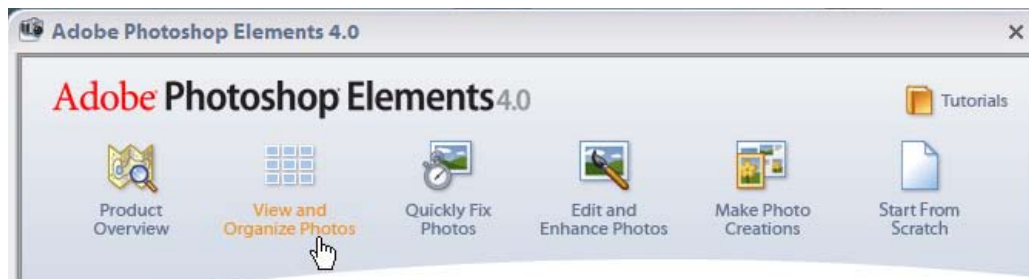 Adobe Photoshop Elements 4.0
Adobe Photoshop Elements 4.0
Tutorials
Product
Overview
View and
Organize Photos
Quickly Fix
Photos
Edit and
Enhance Photos
Make Photo
Creations
Start From
Scratch